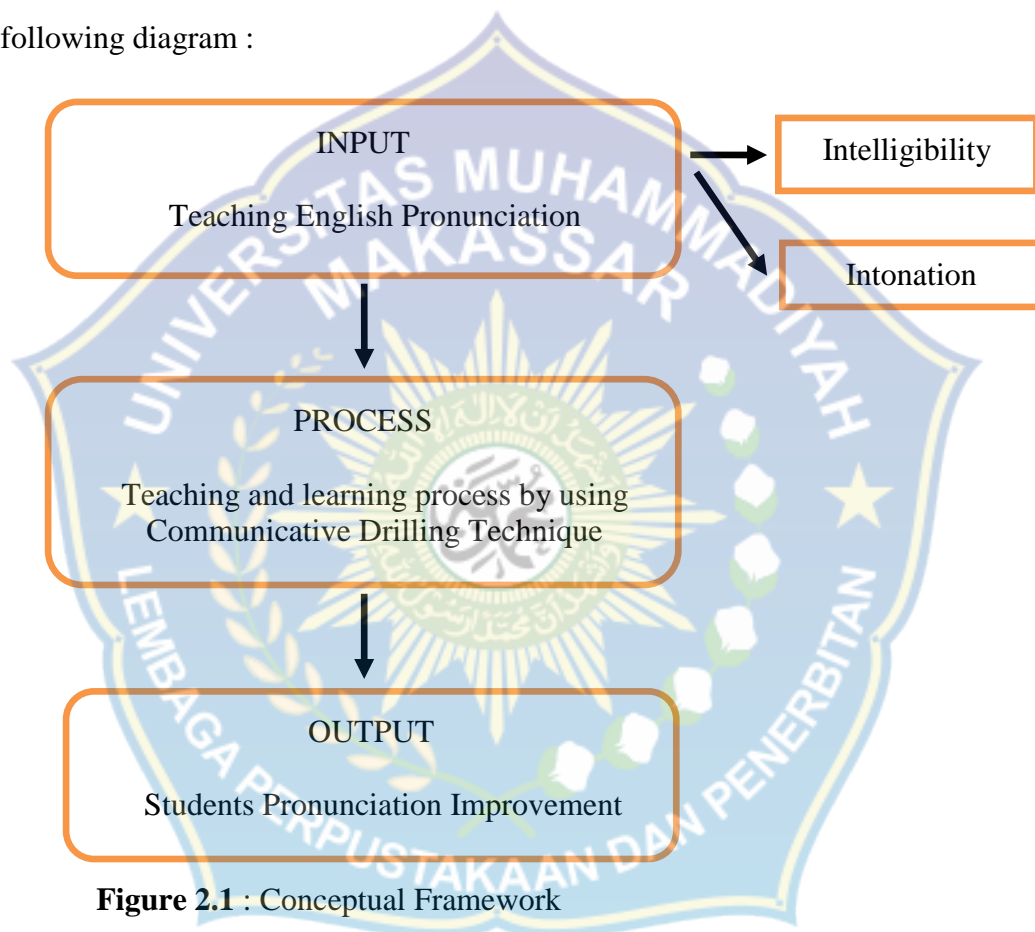 following diagram :
INPUT
Teaching English Pronunciation
Intelligibility
Intonation
PROCESS
Teaching and learning process by using
Communicative Drilling Technique
OUTPUT
Students Pronunciation Improvement
Figure 2.1 : Conceptual Framework
UNIVERSITAS MUHAMMADIYAH
MAKASSAR
LEMBAGA PERPUSTAKAAN DAN PENERBITAN